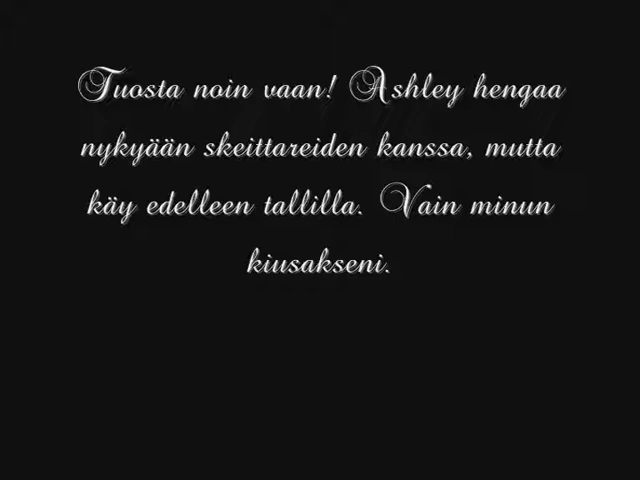 Tuosta noin vaan! Ashley hengaa
nykyään skeittareiden kanssa, mutta
käy edelleen tallilla. Vain minun
kiusakseni.